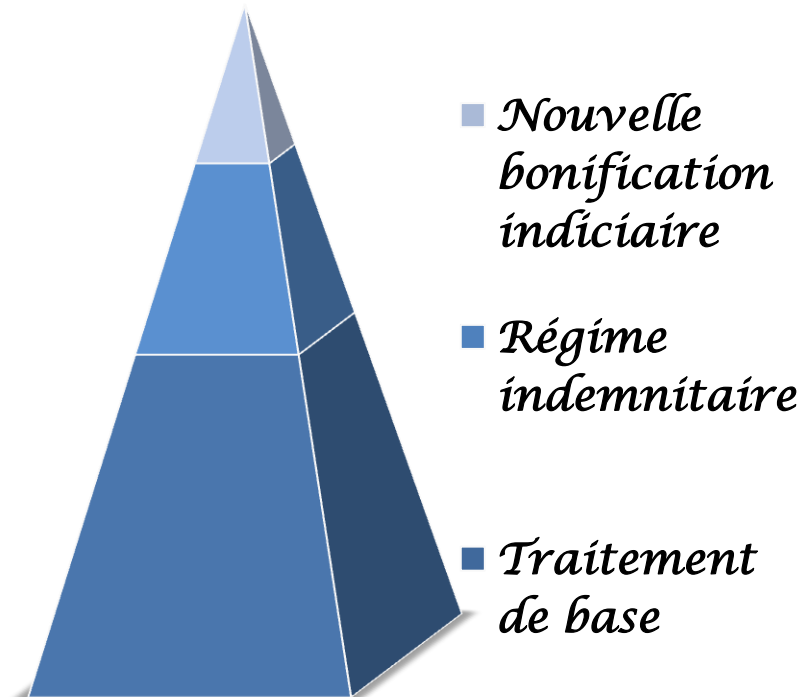 Nouvelle
bonification
indiciaire
Régime
indemnitaire
Traitement
de base